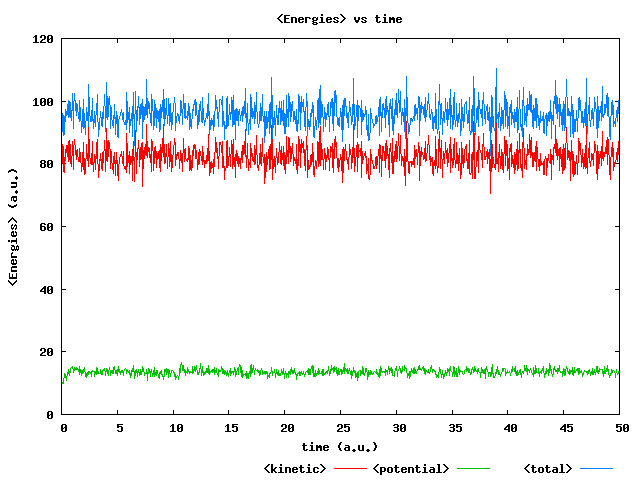 <Energies> vs time
120
100
80
60
40
20
0
<Energies> (a.u.)
0 5 10 15 20 25 30 35 40 45 50
time (a.u.)
<kinetic> <potential> <total>